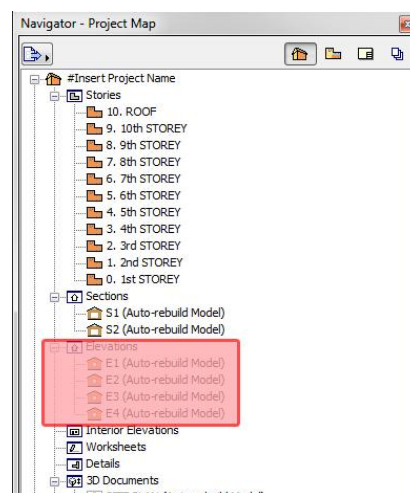 Navigator - Project Map
#Insert Project Name
Stories
10. ROOF
9. 10th STOREY
8. 9th STOREY
7. 8th STOREY
6. 7th STOREY
5. 6th STOREY
4. 5th STOREY
3. 4th STOREY
2. 3rd STOREY
1. 2nd STOREY
0. 1st STOREY
Sections
S1 (Auto-rebuild Model)
S2 (Auto-rebuild Model)
Elevations
E1 (Auto-rebuild Model)
E2 (Auto-rebuild Model)
E3 (Auto-rebuild Model)
E4 (Auto-rebuild Model)
Interior Elevations
Worksheets
Details
3D Documents